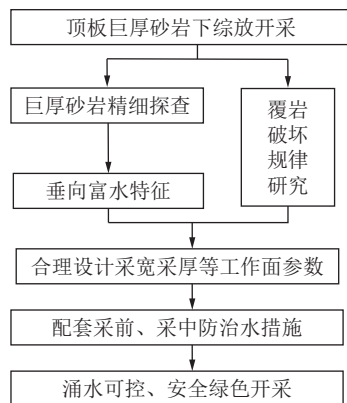 顶板巨厚砂岩下综放开采
巨厚砂岩精细探查
垂向富水特征
覆岩
破坏
规律
研究
合理设计采宽采厚等工作面参数
配套采前、采中防治水措施
涌水可控、安全绿色开采